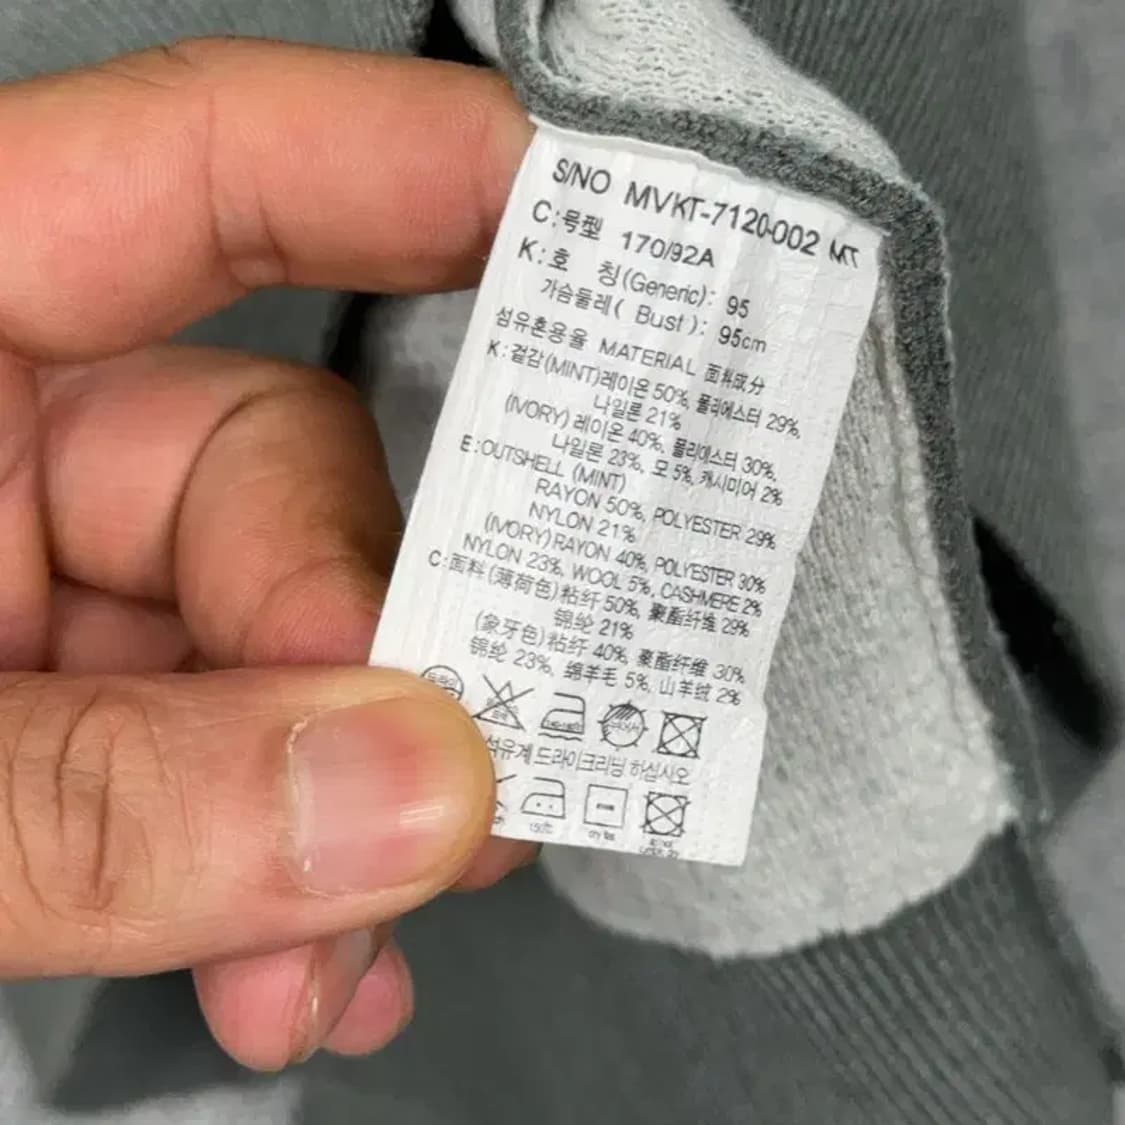 S/NO MVKT-7120-002 MT
C:号型 170/92A
K:호 칭(Generic): 95
가슴둘레( Bust): 95cm
섬유혼용율 MATERIAL 面料成分
K:겉감(MINT)레이온 50%, 폴리에스터 29%,
나일론 21%
(IVORY) 레이온 40%, 폴리에스터 30%,
나일론 23%, 모 5%, 캐시미어 2%
E:OUTSHELL (MINT)
RAYON 50%, POLYESTER 29%
NYLON 21%
(IVORY)RAYON 40%, POLYESTER 30%
NYLON 23%, WOOL 5%, CASHMERE 2%
C:面料(薄荷色)粘纤 50%, 聚酯纤维 29%
锦纶 21%
(象牙色)粘纤 40%, 聚酯纤维 30%
锦纶 23%, 绵羊毛 5%, 山羊绒 2%
석유계 드라이크리닝 하십시오
150℃